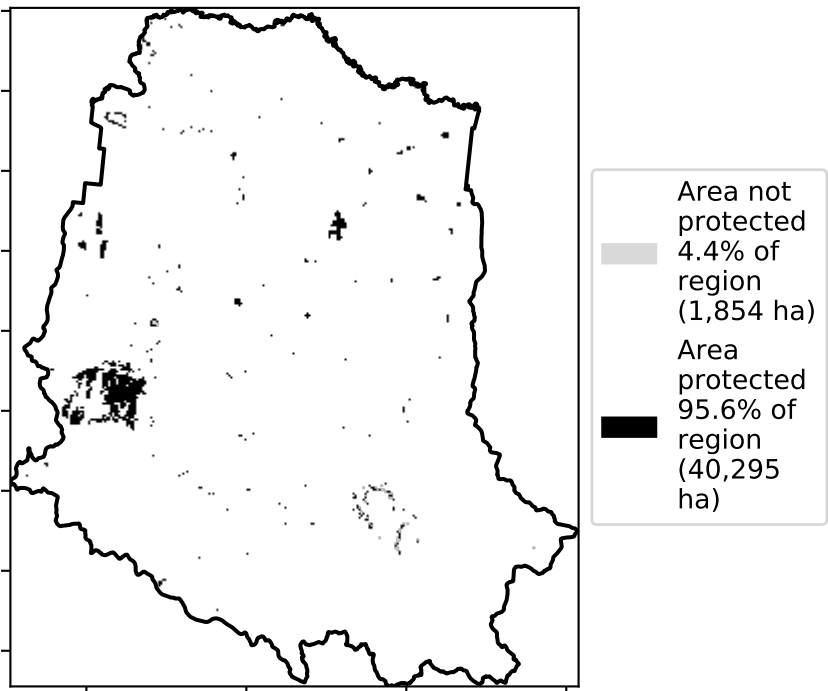 Area not
protected
4.4% of
region
(1,854 ha)
Area
protected
95.6% of
region
(40,295
ha)